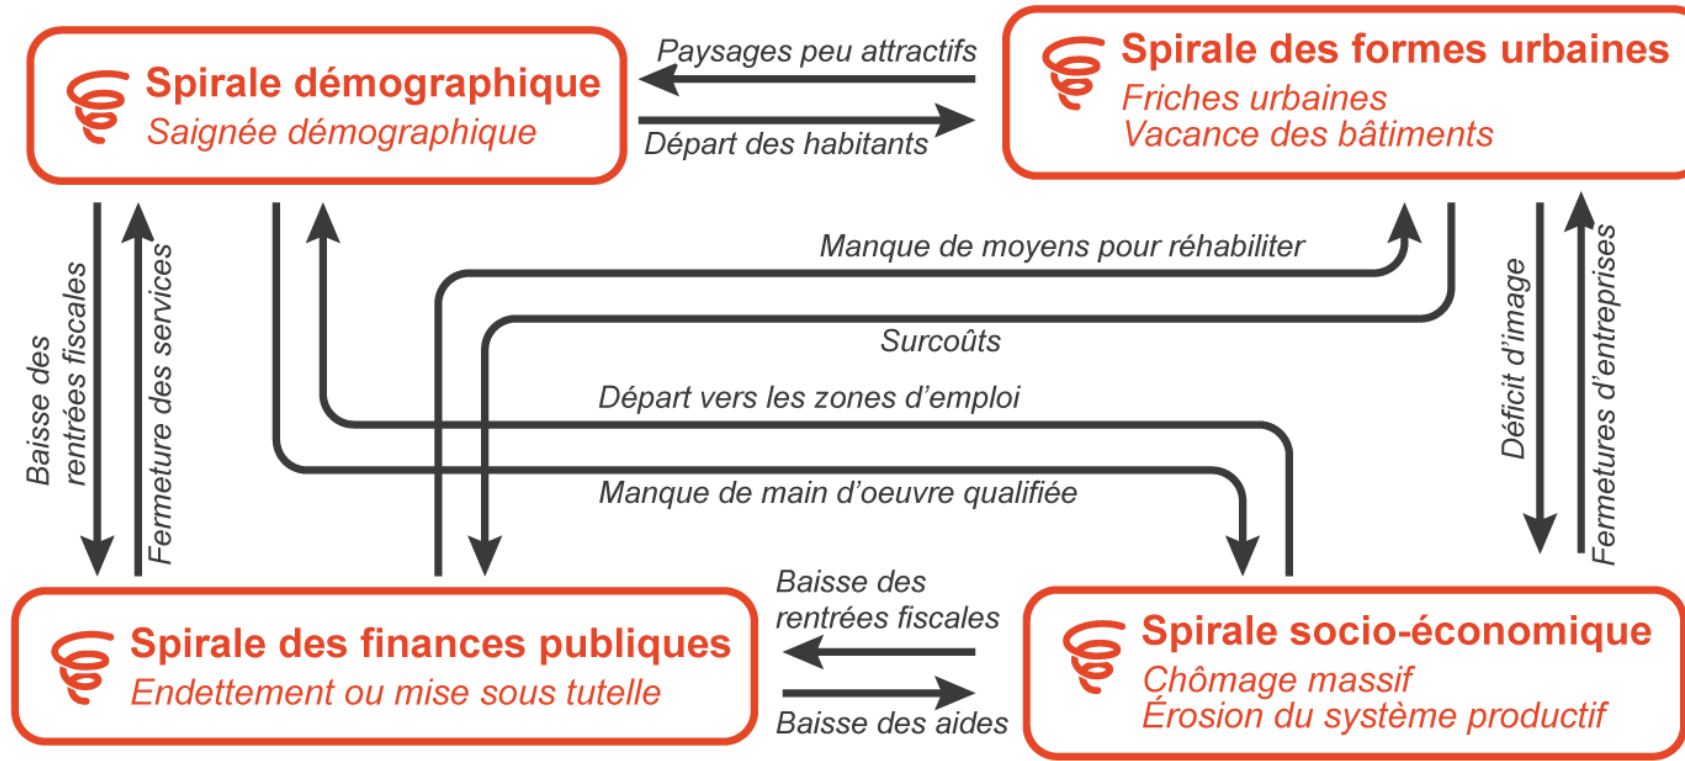 Spirale démographique
Saignée démographique
Paysages peu attractifs
Départ des habitants
Spirale des formes urbaines
Friches urbaines
Vacance des bâtiments
Baisse des
rentrées fiscales
Fermeture des services
Manque de moyens pour réhabiliter
Surcoûts
Départ vers les zones d'emploi
Manque de main d'oeuvre qualifiée
Déficit d'image
Fermetures d'entreprises
Spirale des finances publiques
Endettement ou mise sous tutelle
Baisse des
rentrées fiscales
Baisse des aides
Spirale socio-économique
Chômage massif
Érosion du système productif